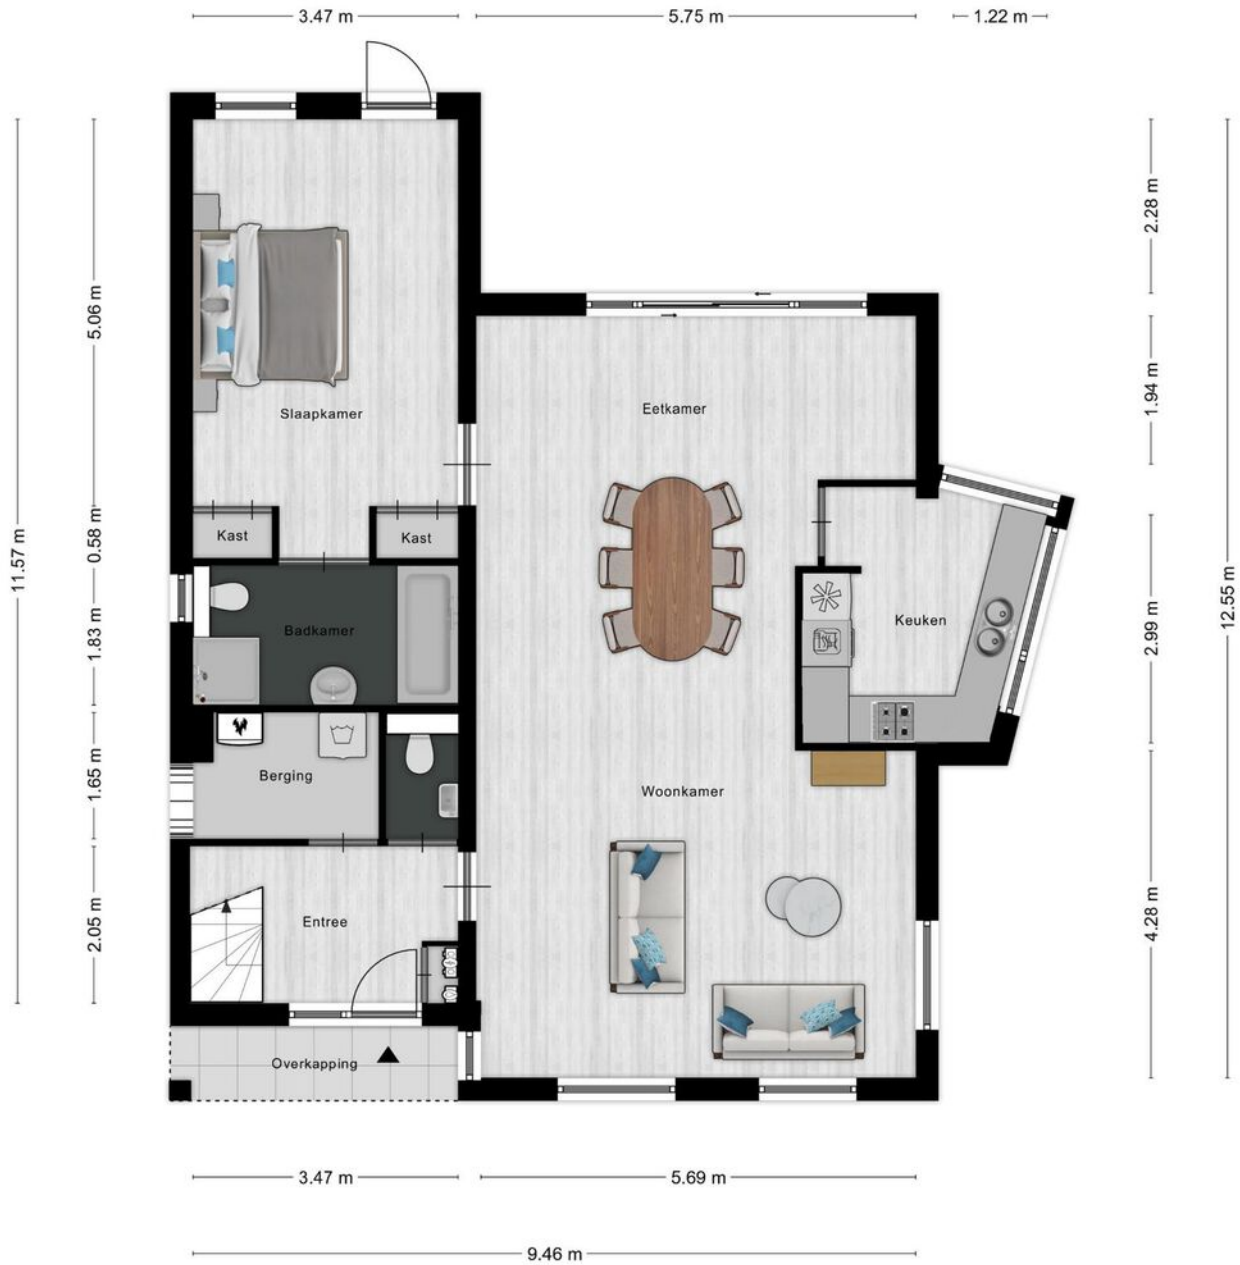 3.47 m
5.75 m
1.22 m
2.28 m
5.06 m
1.94 m
Slaapkamer
Eetkamer
11.57 m
0.58 m
Kast
Kast
12.55 m
1.83 m
Badkamer
Keuken
2.99 m
1.65 m
Berging
Woonkamer
2.05 m
Entree
4.28 m
Overkapping
3.47 m
5.69 m
9.46 m